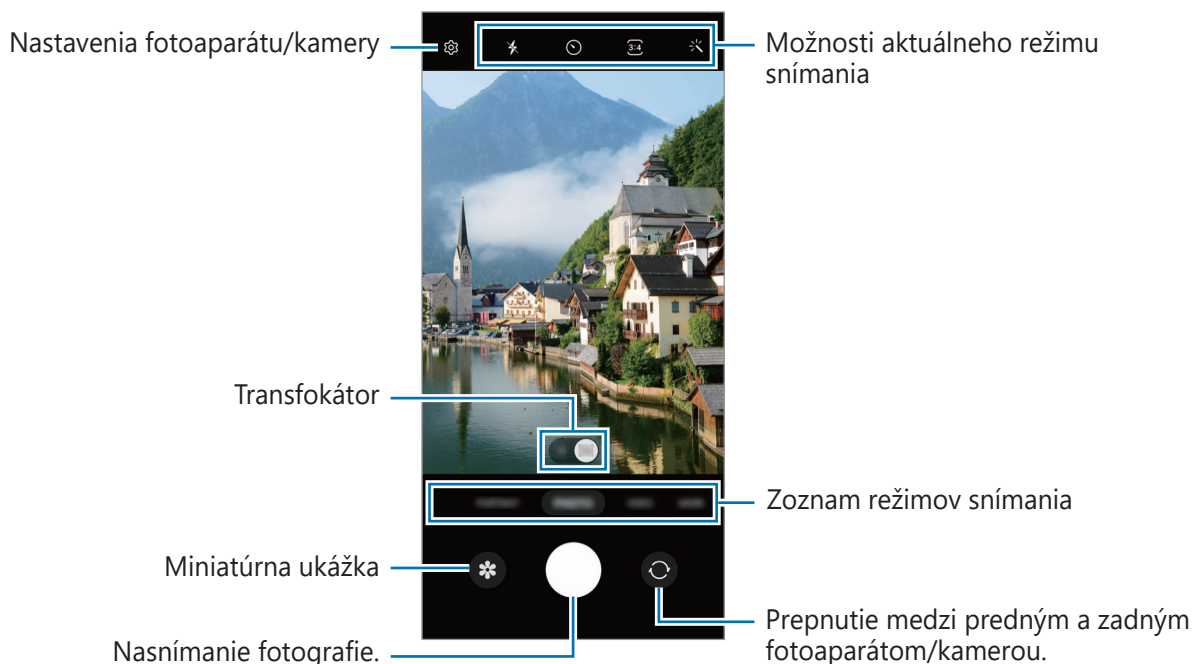 Nastavenia fotoaparátu/kamery
Možnosti aktuálneho režimu
snímania
3:4
Transfokátor
Zoznam režimov snímania
Miniatúrna ukážka
Nasnímanie fotografie.
Prepnutie medzi predným a zadným
fotoaparátom/kamerou.